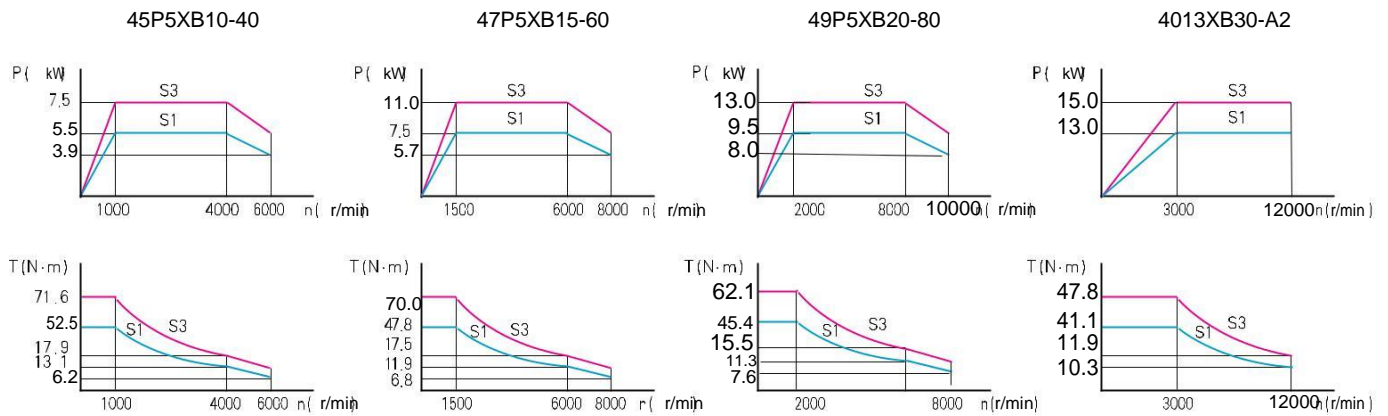 45P5XB10-40
47P5XB15-60
49P5XB20-80
4013XB30-A2
P( kW)
7.5
5.5
3.9
S3
S1
1000 4000 6000 n( r/min)
P( kW)
11.0
7.5
5.7
S3
S1
1500 6000 8000 n( r/min)
P( kW)
13.0
9.5
8.0
S3
S1
2000 8000 10000 n( r/min)
P( kW)
15.0
13.0
S3
S1
3000 12000 n(r/min)
T(N·m)
71.6
52.5
17.9
13.1
6.2
S1 S3
1000 4000 6000 n( r/min)
T(N·m)
70.0
47.8
17.5
11.9
6.8
S1 S3
1500 6000 8000 n( r/min)
T(N·m)
62.1
45.4
15.5
11.3
7.6
S1 S3
2000 8000 n( r/min)
T(N·m)
47.8
41.1
11.9
10.3
S1 S3
3000 12000 n(r/min)